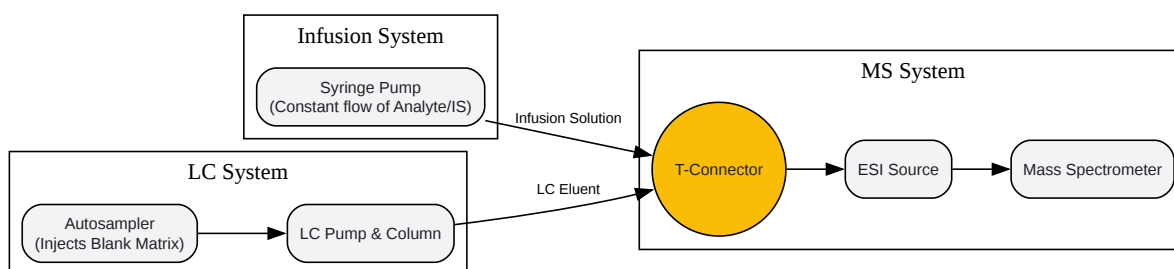 Infusion System
Syringe Pump
(Constant flow of Analyte/IS)
Infusion Solution
LC System
Autosampler
(Injects Blank Matrix)
LC Pump & Column
LC Eluent
MS System
T-Connector
ESI Source
Mass Spectrometer